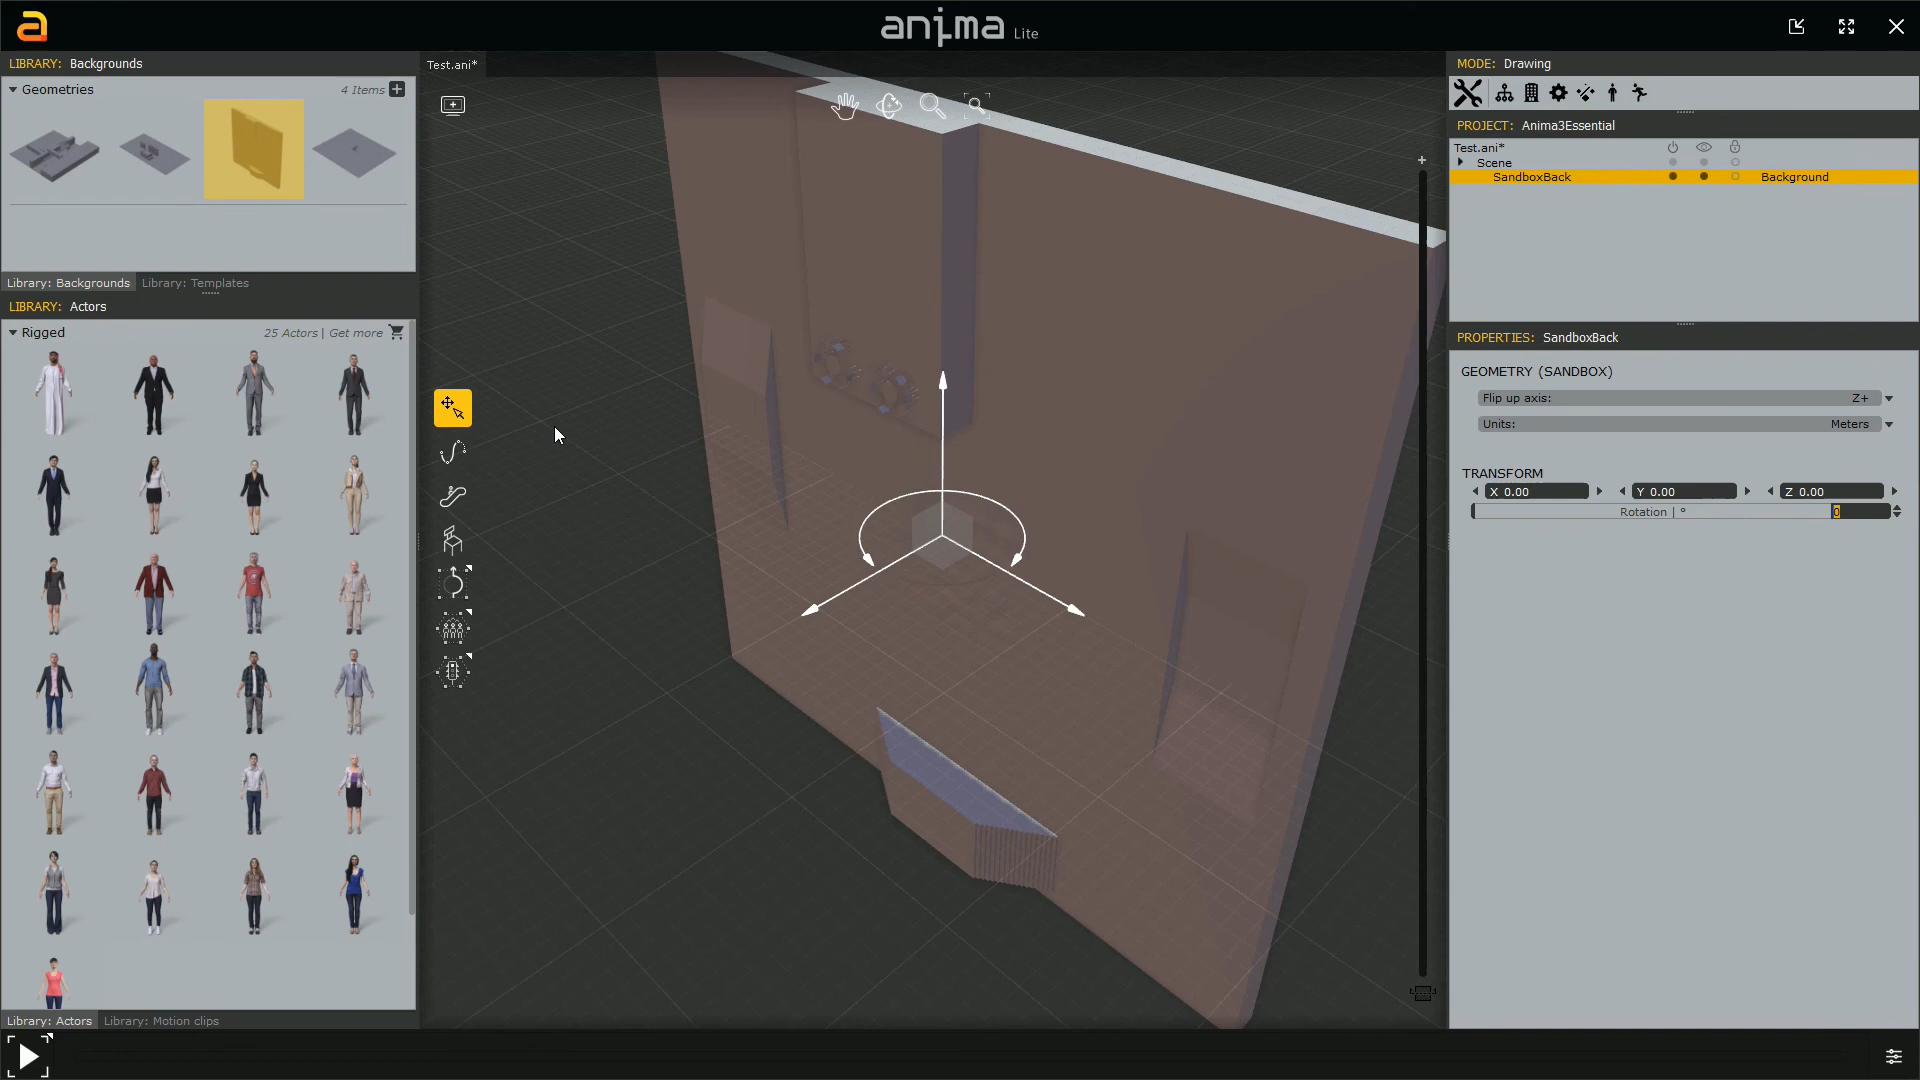 anima Lite
LIBRARY: Backgrounds
Geometries
4 Items
Library: Backgrounds
Library: Templates
LIBRARY: Actors
Rigged
25 Actors | Get more
Library: Actors
Library: Motion clips
Test.ani*
MODE: Drawing
PROJECT: Anima3Essential
Test.ani*
Scene
SandboxBack
Background
PROPERTIES: SandboxBack
GEOMETRY (SANDBOX)
Flip up axis: Z+
Units: Meters
TRANSFORM
X 0.00 Y 0.00 Z 0.00
Rotation | ° 0